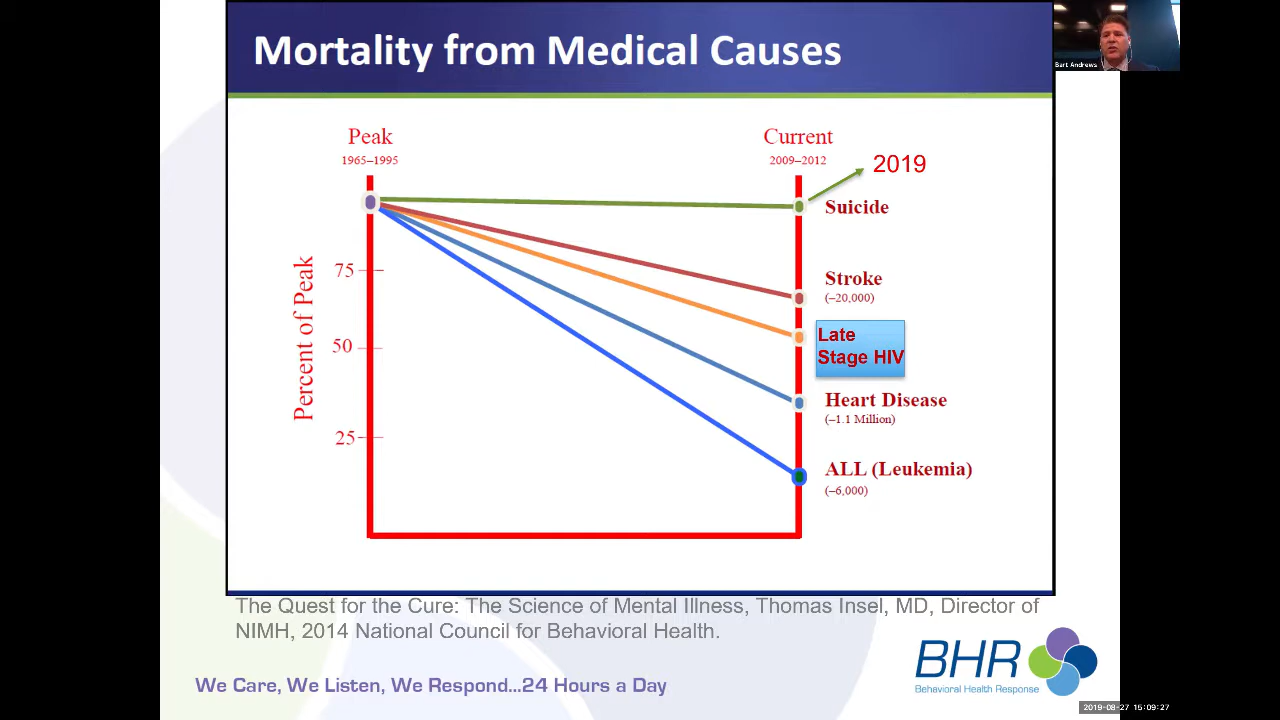 Mortality from Medical Causes
Bart Andrews
Peak
1965–1995
Current
2009–2012
2019
Suicide
Stroke
(–20,000)
Late
Stage HIV
Heart Disease
(–1.1 Million)
ALL (Leukemia)
(–6,000)
Percent of Peak
75
50
25
The Quest for the Cure: The Science of Mental Illness, Thomas Insel, MD, Director of
NIMH, 2014 National Council for Behavioral Health.
BHR
Behavioral Health Response
We Care, We Listen, We Respond...24 Hours a Day
2019-08-27 15:09:27